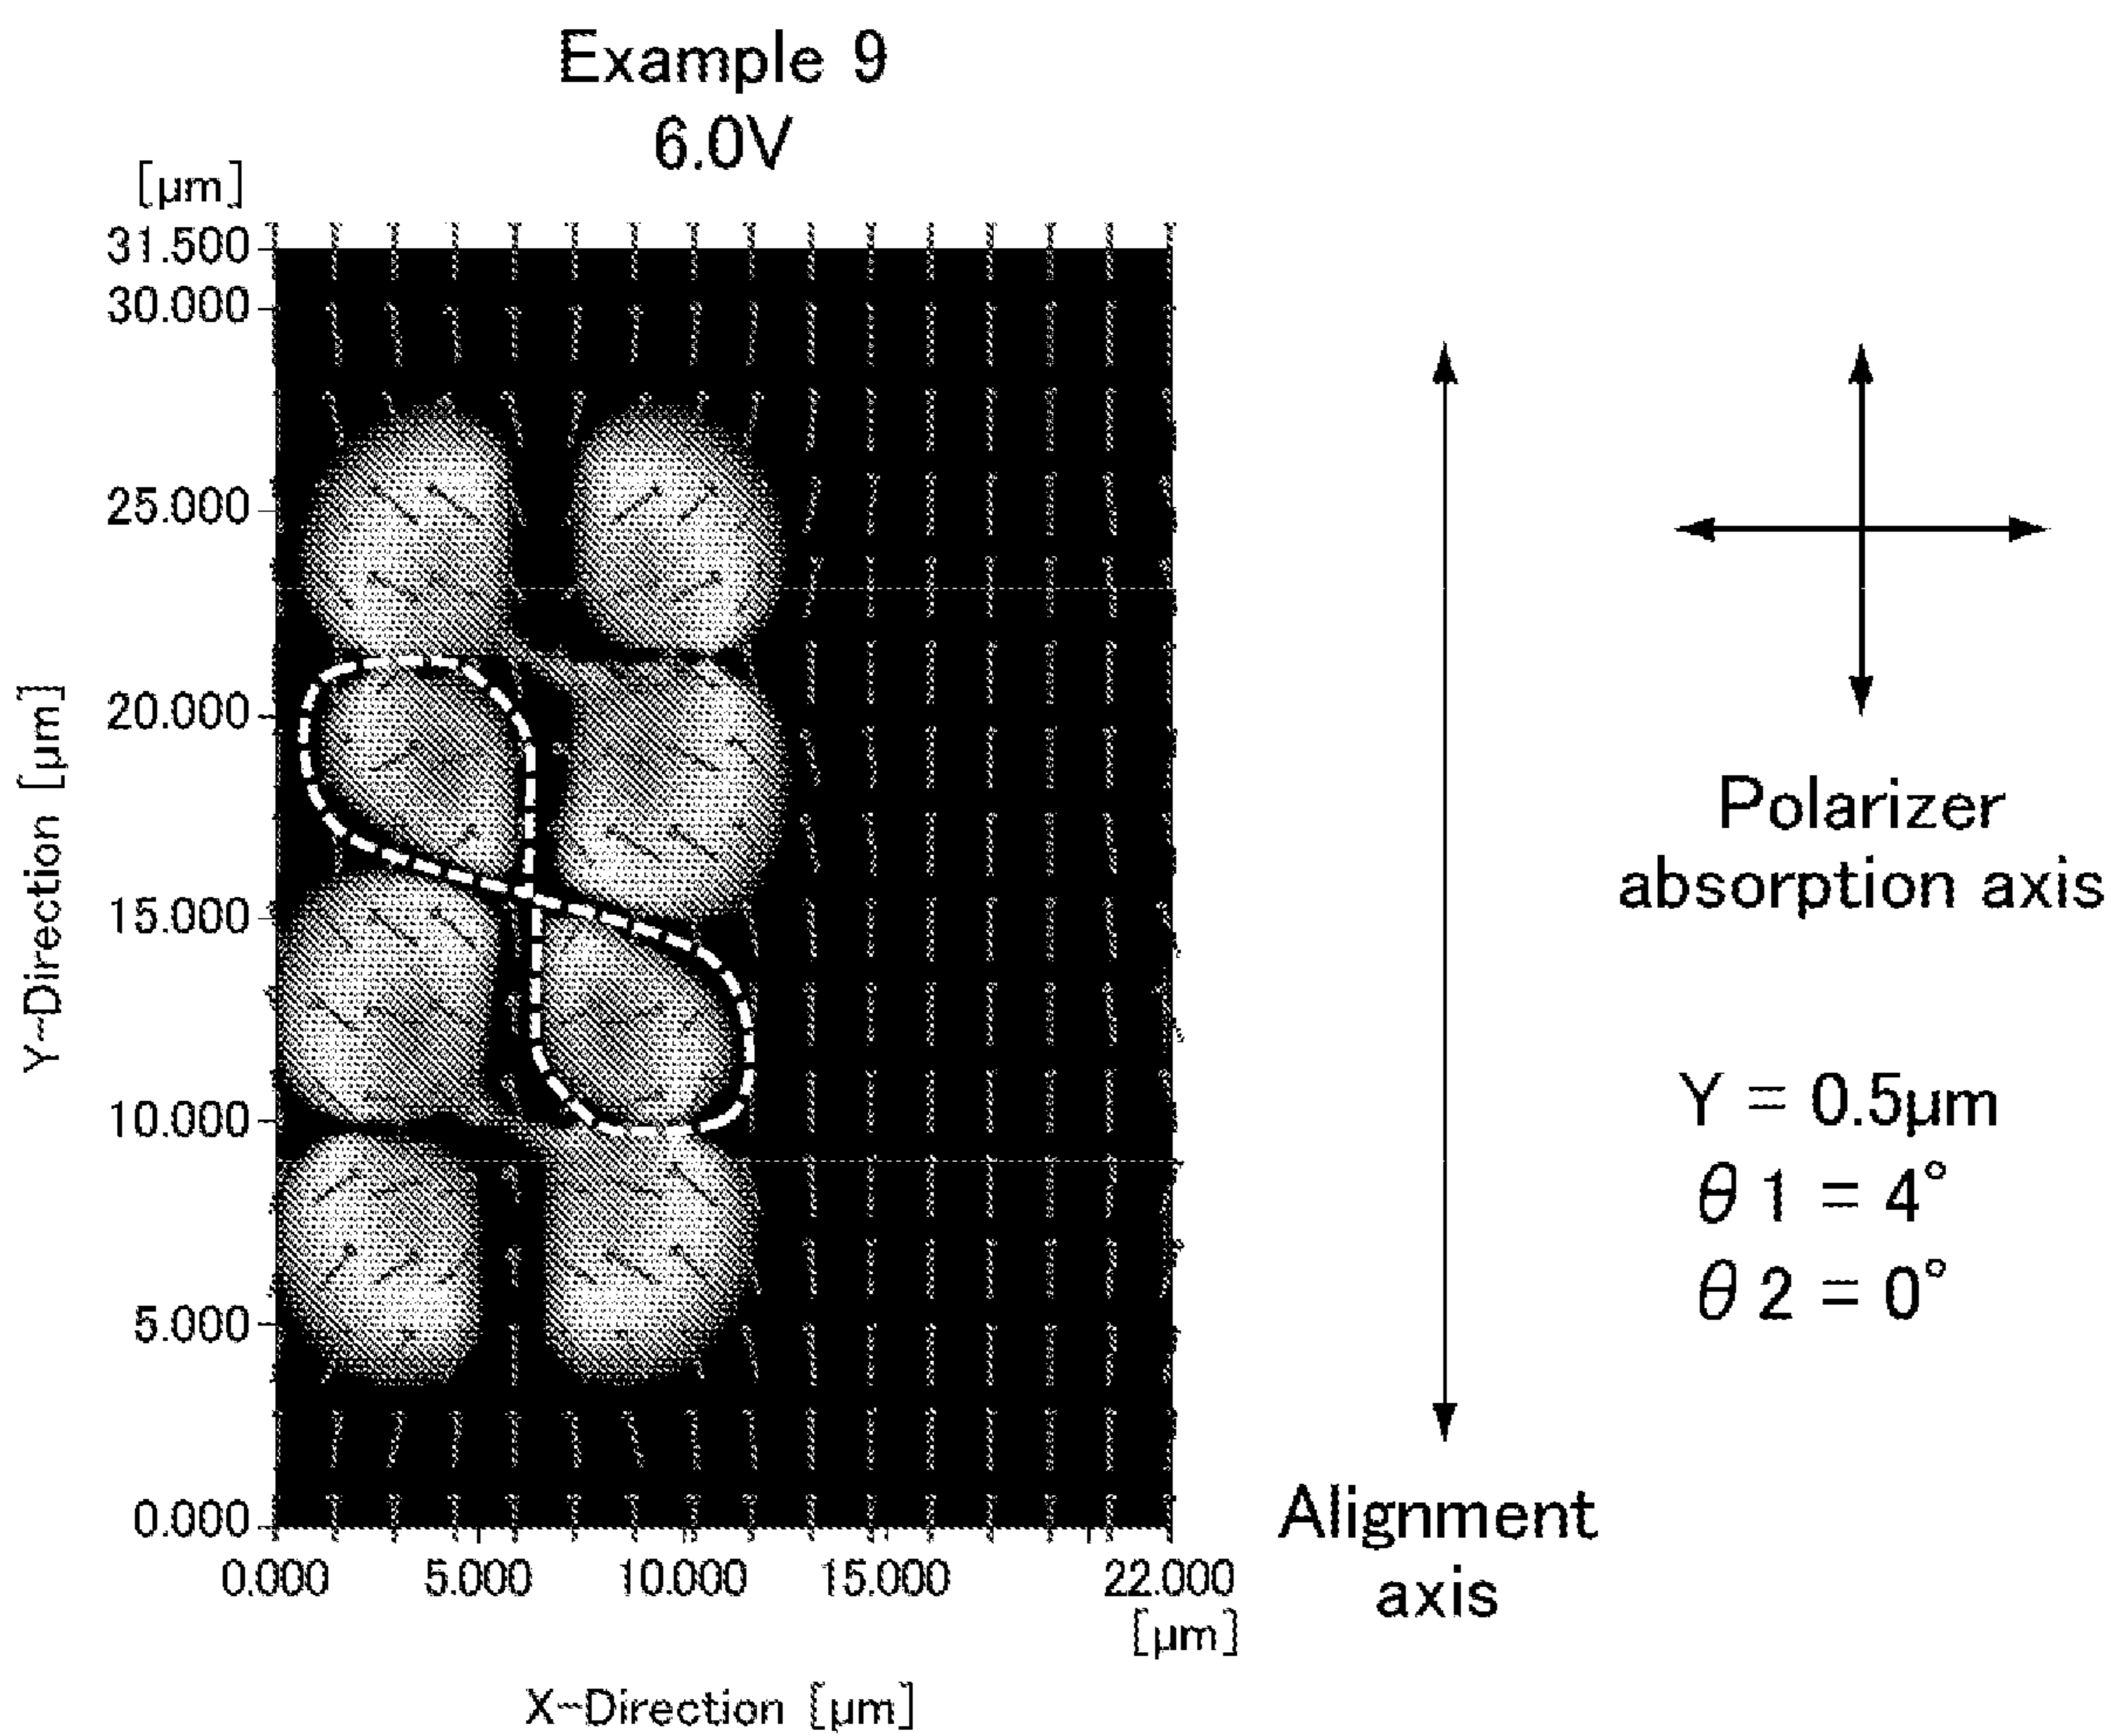 Example 9
6.0V
[µm]
31.500
30.000
25.000
20.000
15.000
10.000
5.000
0.000
Y-Direction [µm]
0.000 5.000 10.000 15.000 22.000
[µm]
X-Direction [µm]
Alignment
axis
Polarizer
absorption axis
Y = 0.5µm
θ1 = 4°
θ2 = 0°